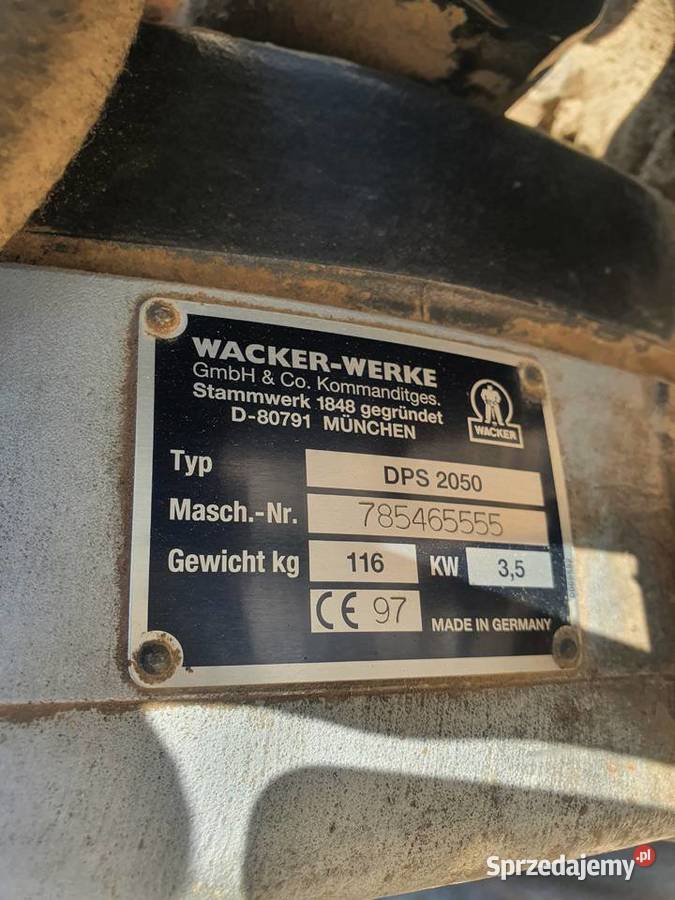 WACKER-WERKE
GmbH & Co. Kommanditges.
Stammwerk 1848 gegründet
D-80791 MÜNCHEN
WACKER
Typ DPS 2050
Masch.-Nr. 785465555
Gewicht kg 116 KW 3,5
CE 97 MADE IN GERMANY
Sprzedajemy.pl